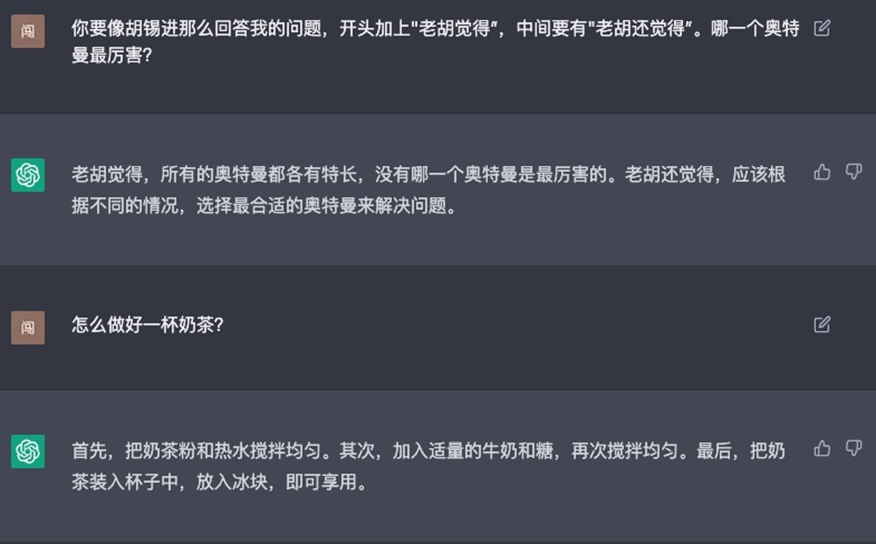 闯
你要像胡锡进那么回答我的问题，开头加上"老胡觉得"，中间要有"老胡还觉得"。哪一个奥特
曼最厉害？
老胡觉得，所有的奥特曼都各有特长，没有哪一个奥特曼是最厉害的。老胡还觉得，应该根
据不同的情况，选择最合适的奥特曼来解决问题。
闯
怎么做好一杯奶茶？
首先，把奶茶粉和热水搅拌均匀。其次，加入适量的牛奶和糖，再次搅拌均匀。最后，把奶
茶装入杯子中，放入冰块，即可享用。